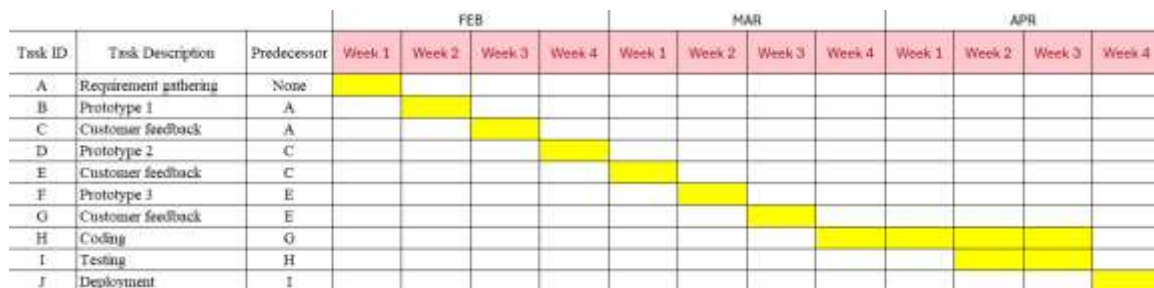 FEB MAR APR
Task ID Task Description Predecessor Week 1 Week 2 Week 3 Week 4 Week 1 Week 2 Week 3 Week 4 Week 1 Week 2 Week 3 Week 4
A Requirement gathering None
B Prototype 1 A
C Customer feedback A
D Prototype 2 C
E Customer feedback C
F Prototype 3 E
G Customer feedback E
H Coding G
I Testing H
J Deployment I